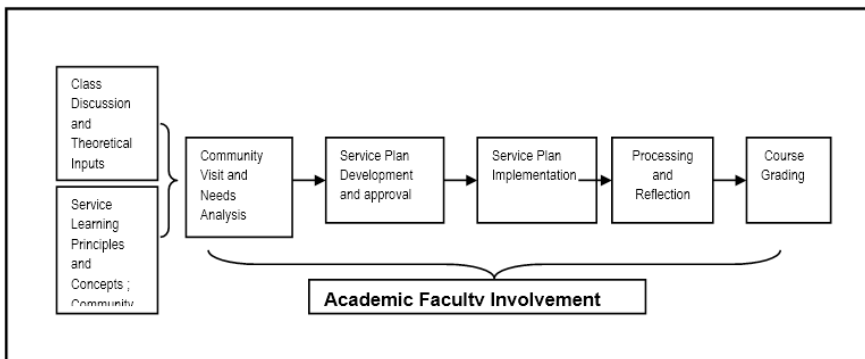 Class
Discussion
and
Theoretical
Inputs
Service
Learning
Principles
and
Concepts ;
Community
Community
Visit and
Needs
Analysis
Service Plan
Development
and approval
Service Plan
Implementation
Processing
and
Reflection
Course
Grading
Academic Faculty Involvement